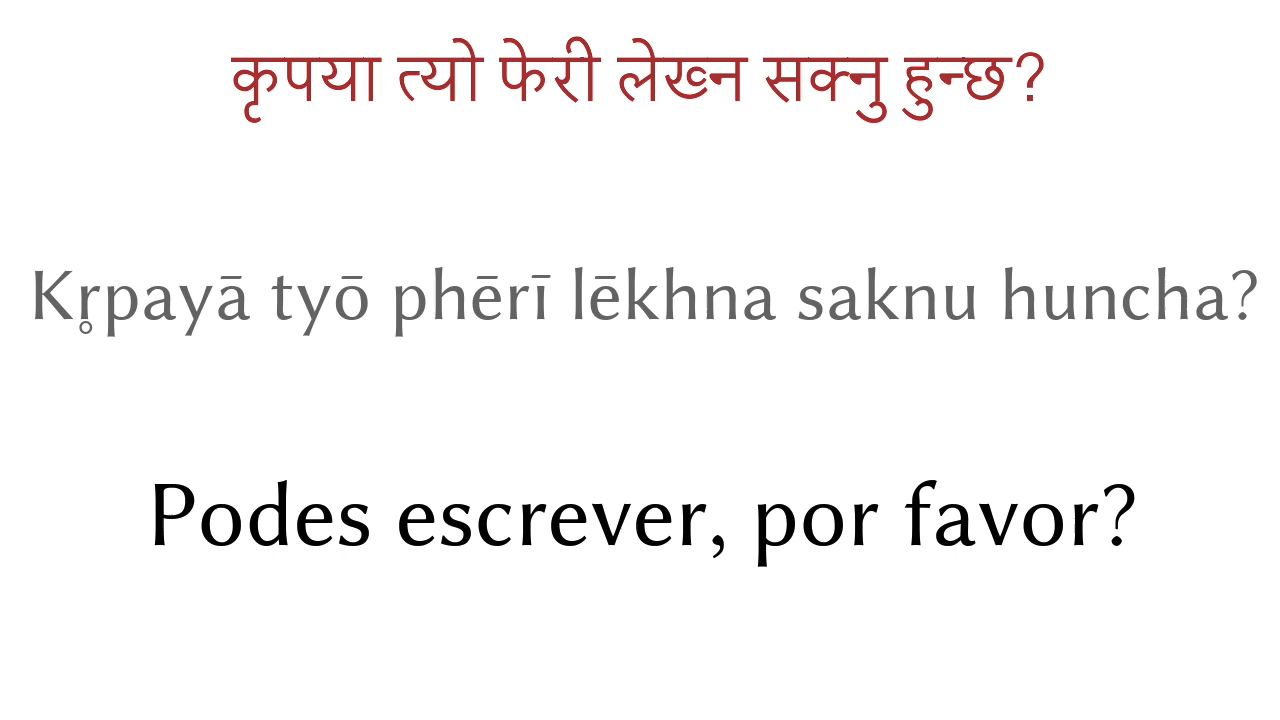 कृपया त्यो फेरी लेख्न सक्नु हुन्छ?
Kr̥payā tyō phērī lēkhna saknu huncha?
Podes escrever, por favor?